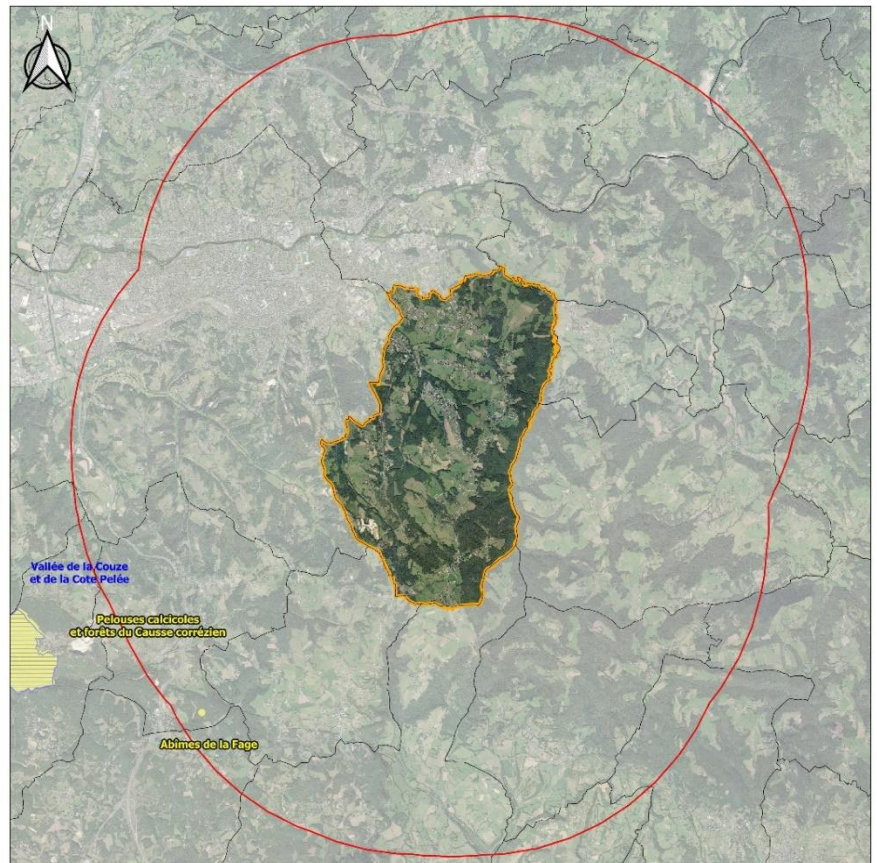 N
Vallée de la Couze
et de la Cote Pelée
Pelouses calcicoles
et forêts du Causse corrézien
Abîmes de la Fage